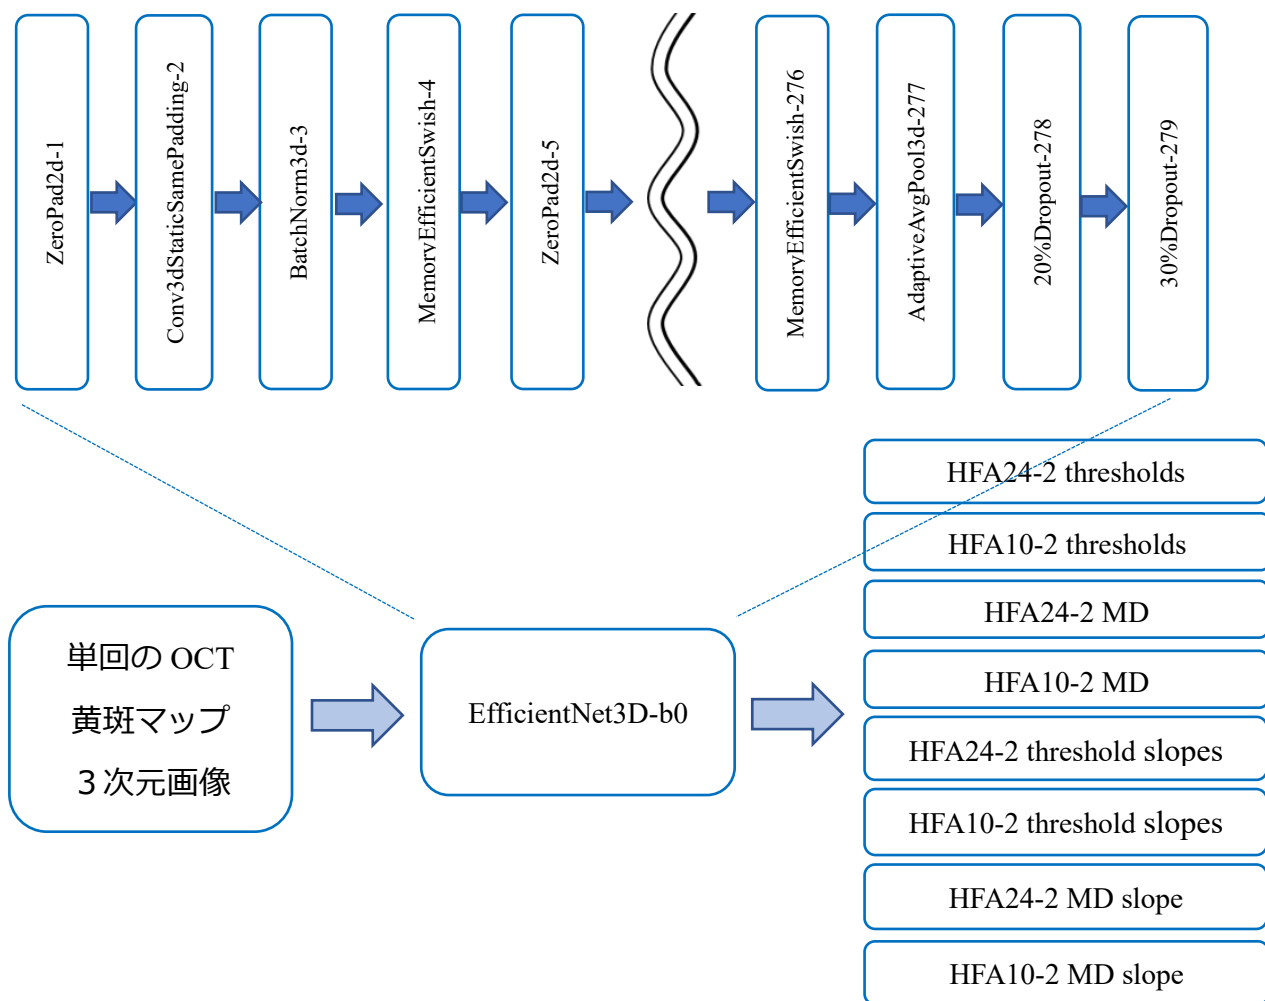 ZeroPad2d-1
Conv3dStaticSamePadding-2
BatchNorm3d-3
MemoryEfficientSwish-4
ZeroPad2d-5
MemoryEfficientSwish-276
AdaptiveAvgPool3d-277
20%Dropout-278
30%Dropout-279
単回の OCT
黄斑マップ
３次元画像
EfficientNet3D-b0
HFA24-2 thresholds
HFA10-2 thresholds
HFA24-2 MD
HFA10-2 MD
HFA24-2 threshold slopes
HFA10-2 threshold slopes
HFA24-2 MD slope
HFA10-2 MD slope